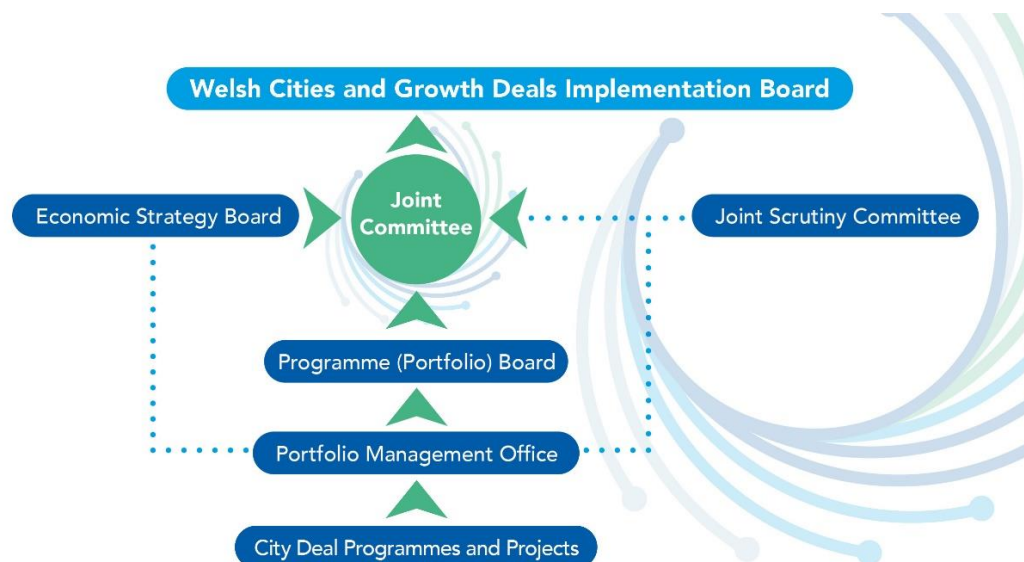 Welsh Cities and Growth Deals Implementation Board
Economic Strategy Board
Joint
Committee
Joint Scrutiny Committee
Programme (Portfolio) Board
Portfolio Management Office
City Deal Programmes and Projects